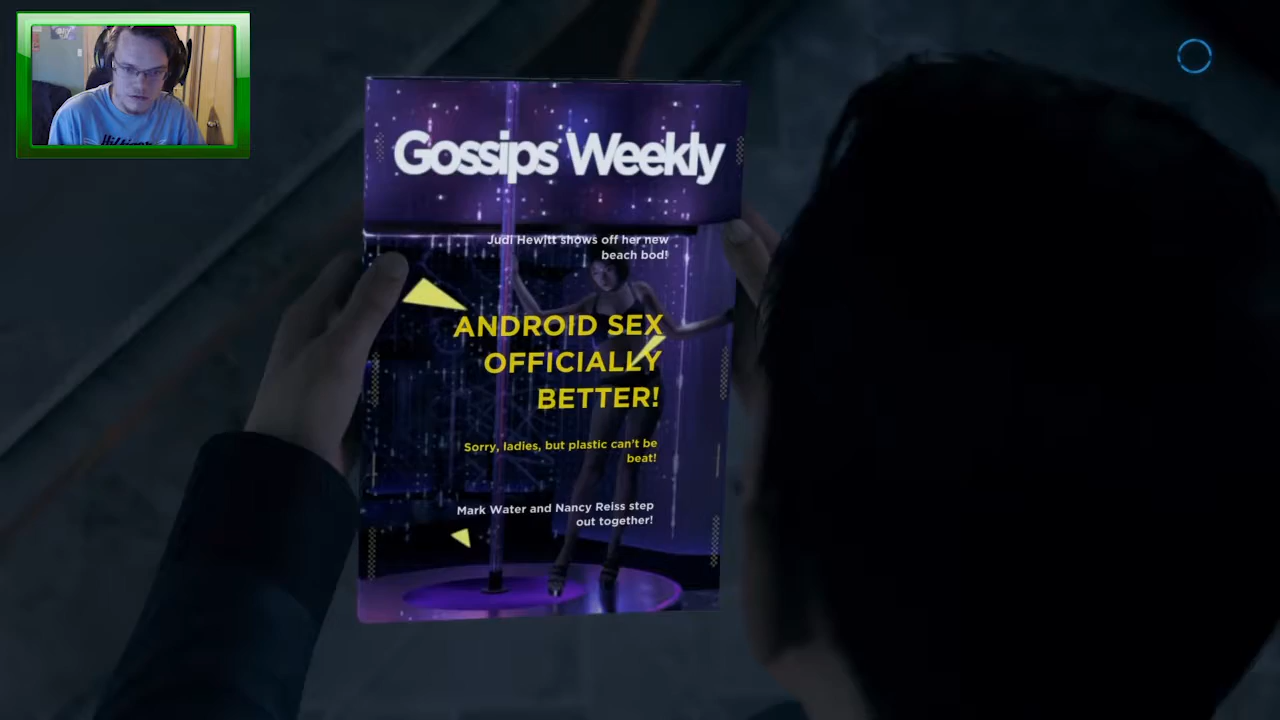 Gossips Weekly
Judi Hewitt shows off her new
beach bod!
ANDROID SEX
OFFICIALLY
BETTER!
Sorry, ladies, but plastic can't be
beat!
Mark Water and Nancy Reiss step
out together!